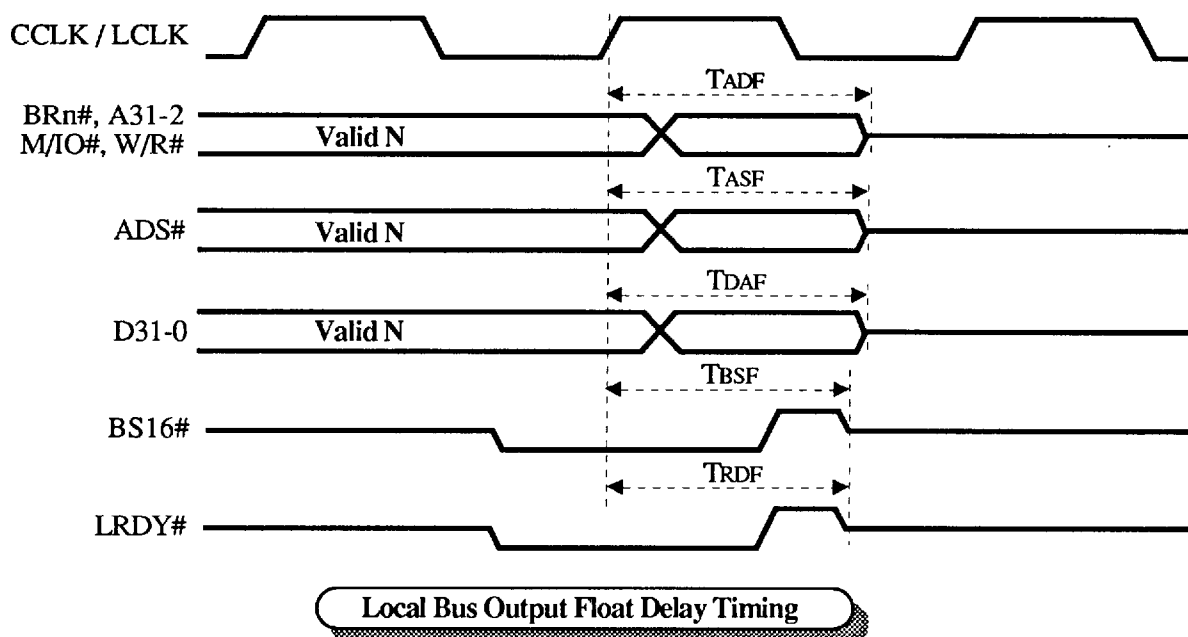 CCLK / LCLK
TADF
BRn#, A31-2
M/IO#, W/R#
Valid N
TASF
ADS#
Valid N
TDAF
D31-0
Valid N
TBSF
BS16#
TRDF
LRDY#
Local Bus Output Float Delay Timing